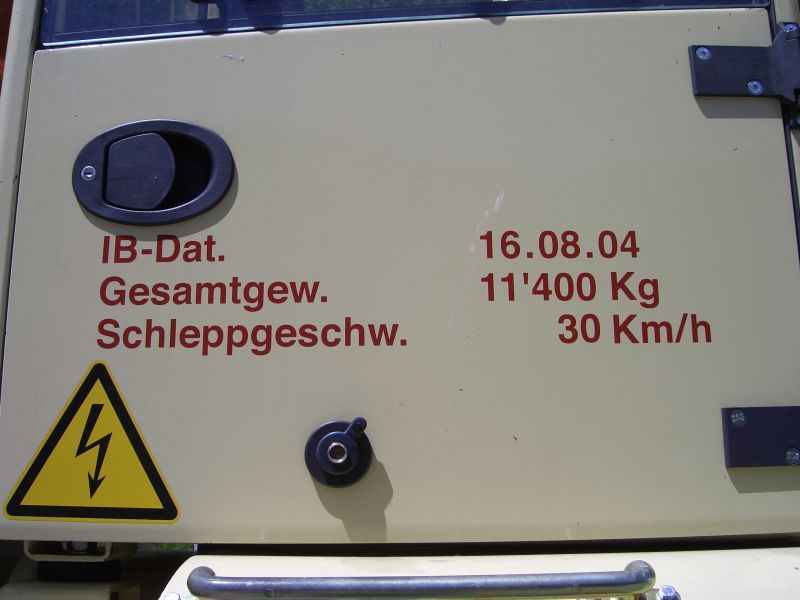 IB-Dat. 16.08.04
Gesamtgew. 11'400 Kg
Schleppgeschw. 30 Km/h